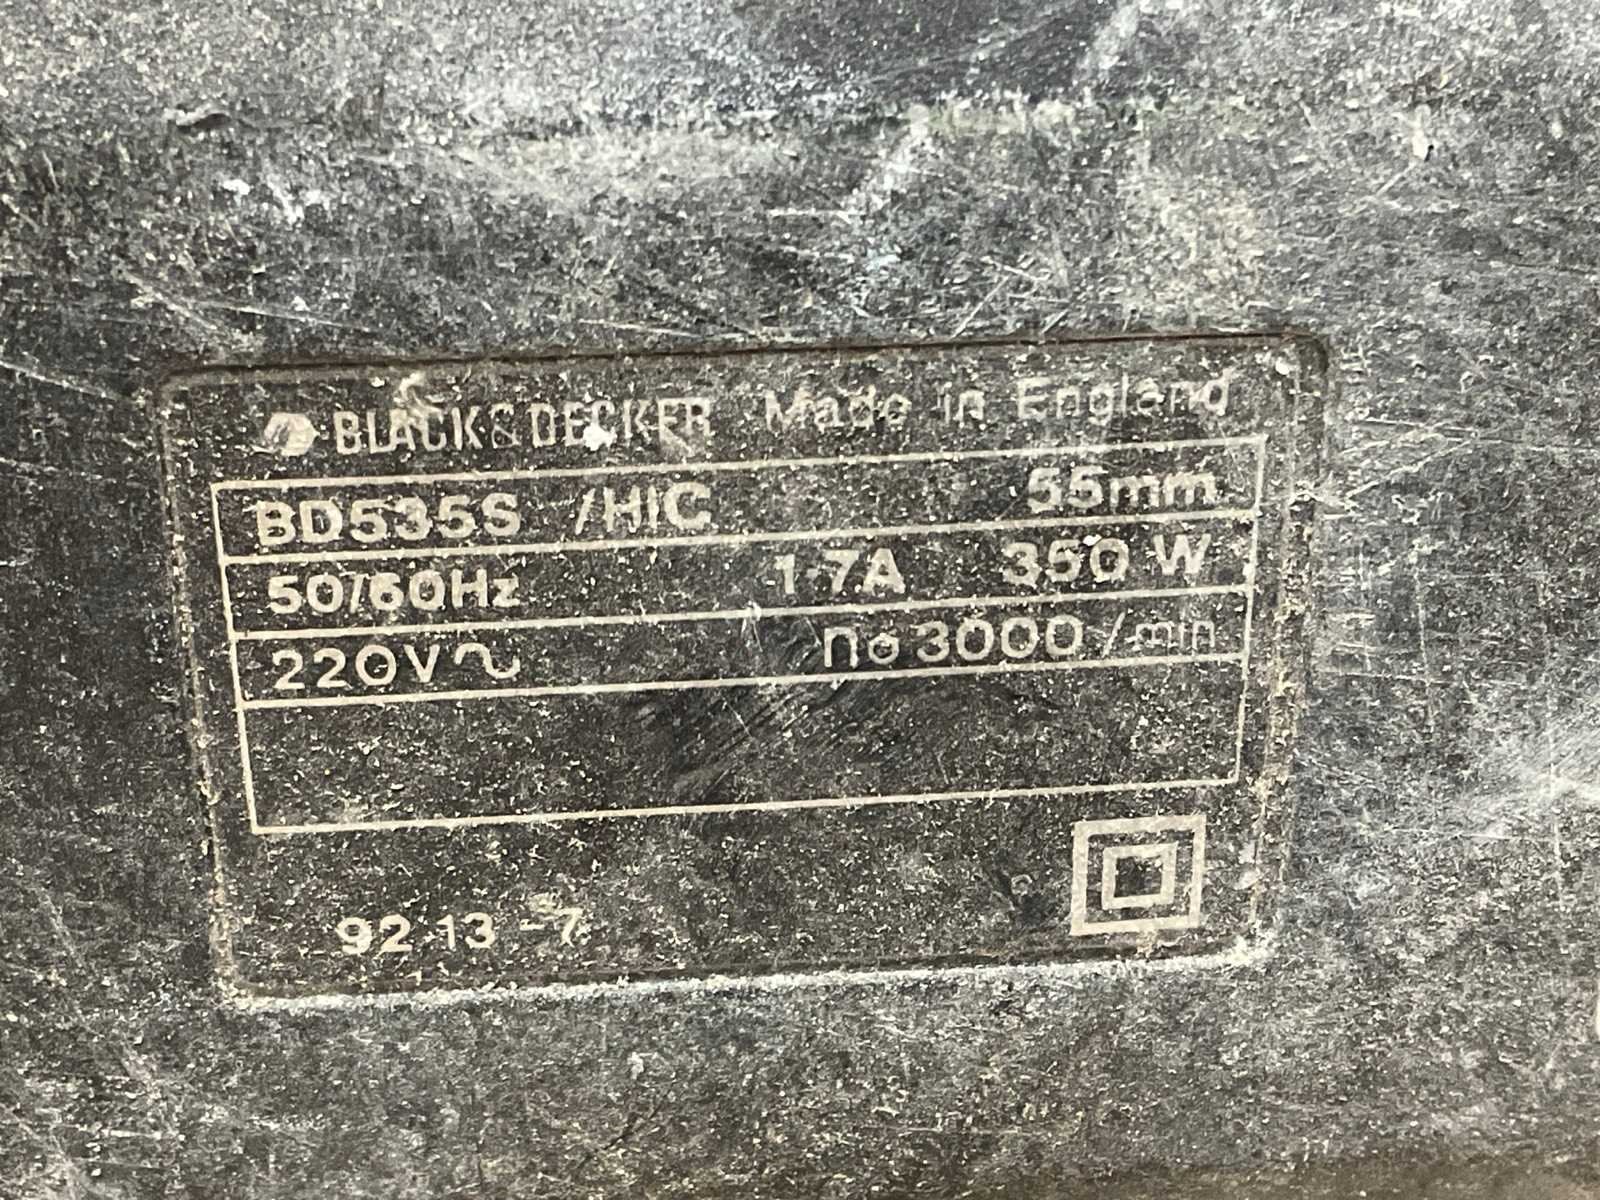 BLACK & DECKER Made in England
BD535S /HIC 55mm
50/60Hz 1·7A 350 W
220V~ no 3000/min
92-13-7